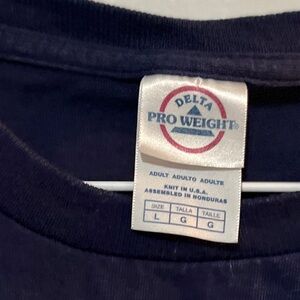 DELTA
PRO WEIGHT®
ADULT ADULTO ADULTE
KNIT IN U.S.A.
ASSEMBLED IN HONDURAS
SIZE TALLA TAILLE
L G G